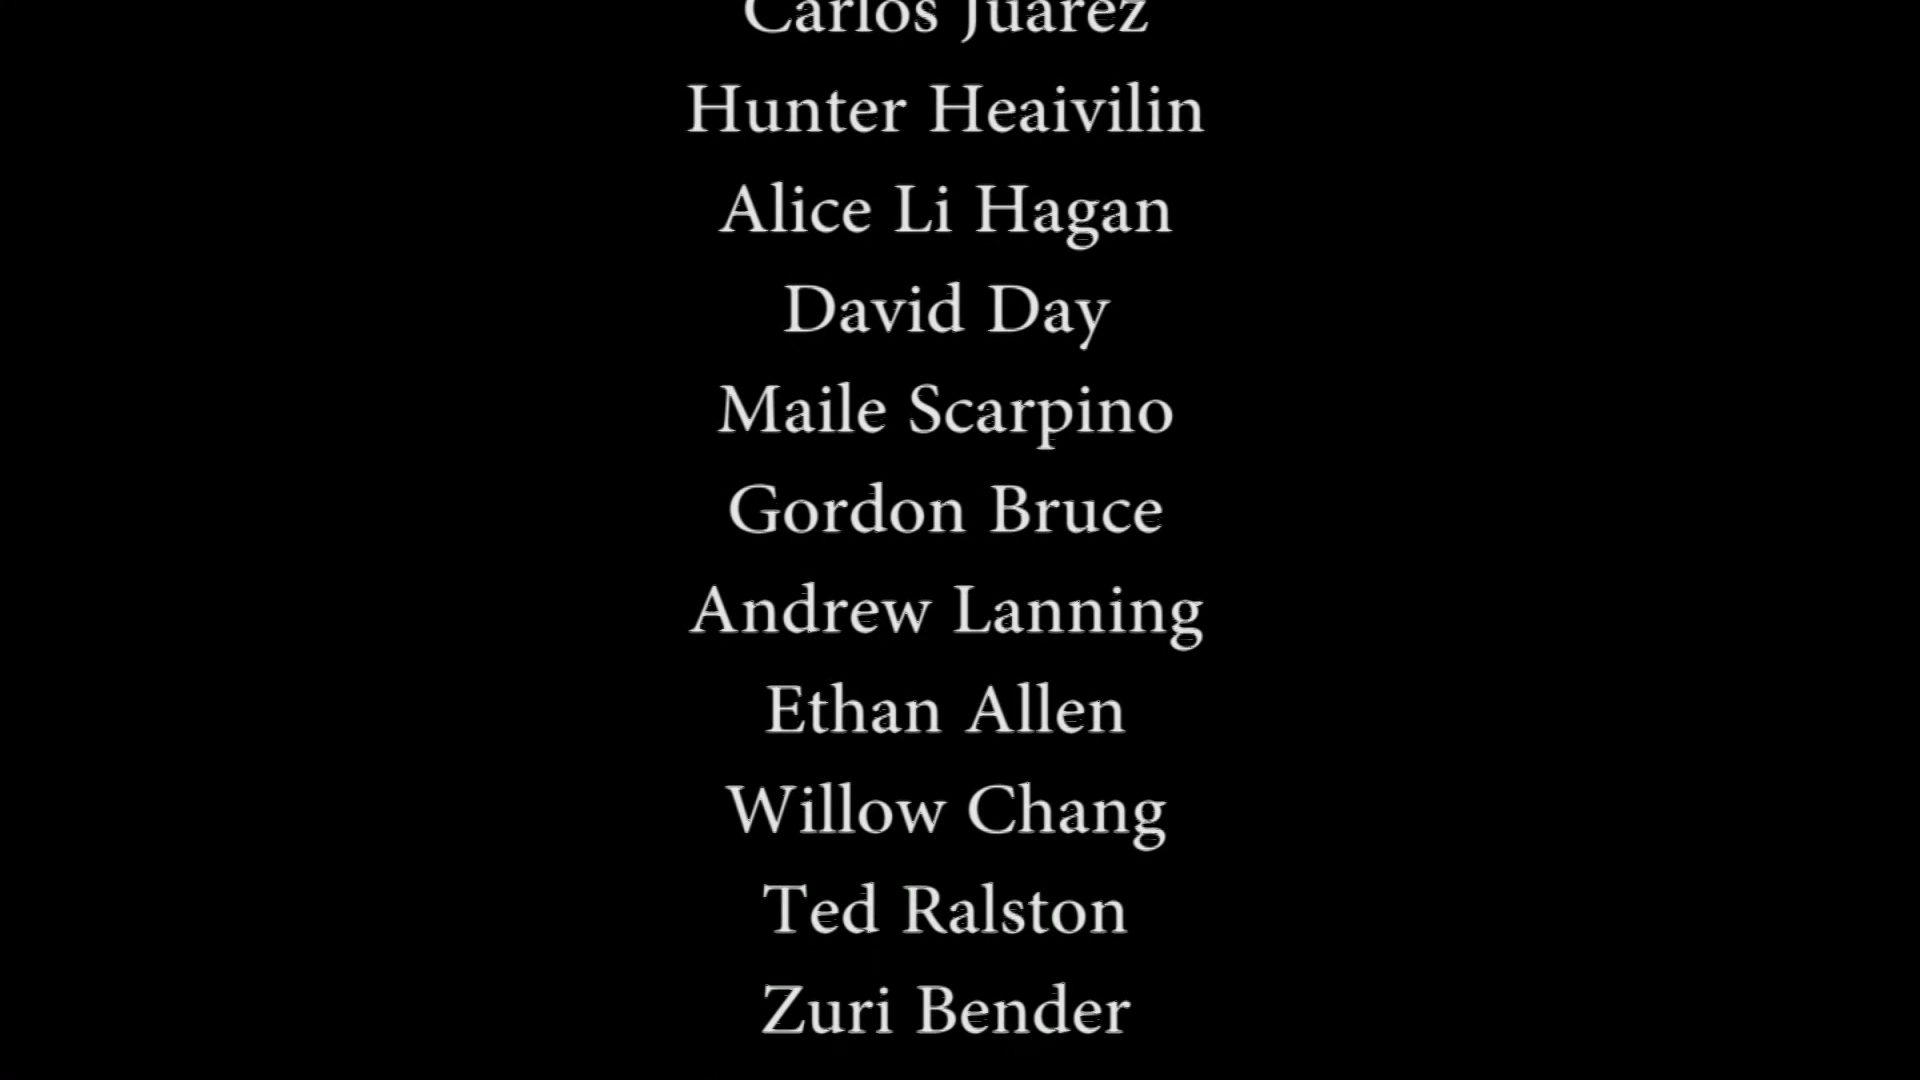 Carlos Juarez
Hunter Heaivilin
Alice Li Hagan
David Day
Maile Scarpino
Gordon Bruce
Andrew Lanning
Ethan Allen
Willow Chang
Ted Ralston
Zuri Bender